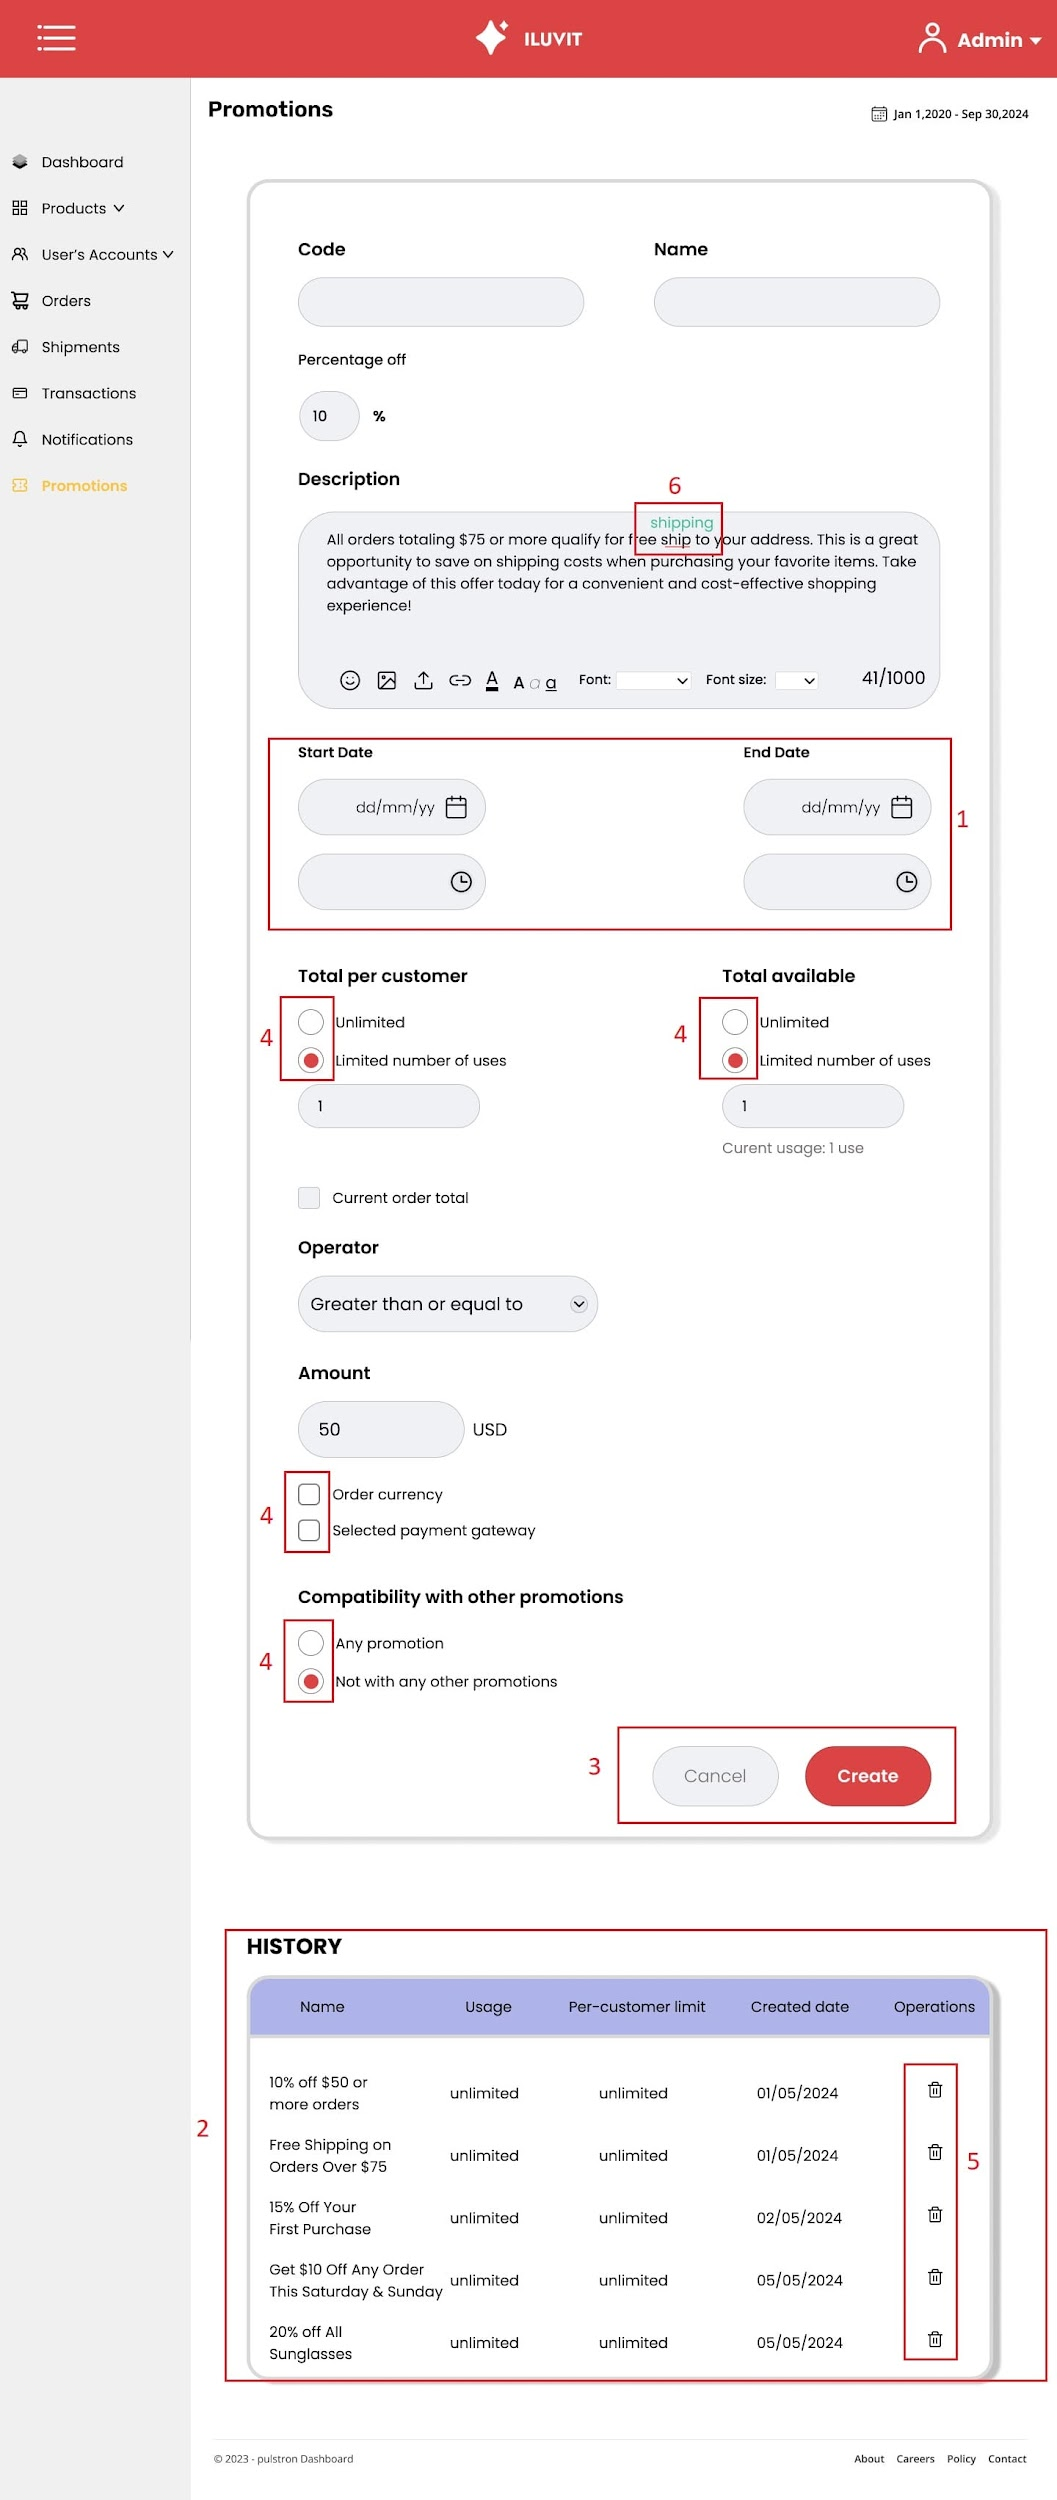 ILUVIT
Admin
Promotions
Jan 1,2020 - Sep 30,2024
Dashboard
Products
User's Accounts
Orders
Shipments
Transactions
Notifications
Promotions
Code
Name
Percentage off
10
%
Description
6
shipping
All orders totaling $75 or more qualify for free ship to your address. This is a great
opportunity to save on shipping costs when purchasing your favorite items. Take
advantage of this offer today for a convenient and cost-effective shopping
experience!
A
A a a
Font:
Font size:
41/1000
Start Date
End Date
dd/mm/yy
dd/mm/yy
1
Total per customer
Total available
4
Unlimited
Limited number of uses
4
Unlimited
Limited number of uses
1
1
Curent usage: 1 use
Current order total
Operator
Greater than or equal to
Amount
50
USD
4
Order currency
Selected payment gateway
Compatibility with other promotions
4
Any promotion
Not with any other promotions
3
Cancel
Create
HISTORY
Name Usage Per-customer limit Created date Operations
10% off $50 or
more orders
unlimited unlimited 01/05/2024
2
Free Shipping on
Orders Over $75
unlimited unlimited 01/05/2024
5
15% Off Your
First Purchase
unlimited unlimited 02/05/2024
Get $10 Off Any Order
This Saturday & Sunday
unlimited unlimited 05/05/2024
20% off All
Sunglasses
unlimited unlimited 05/05/2024
© 2023 - pulstron Dashboard
About Careers Policy Contact